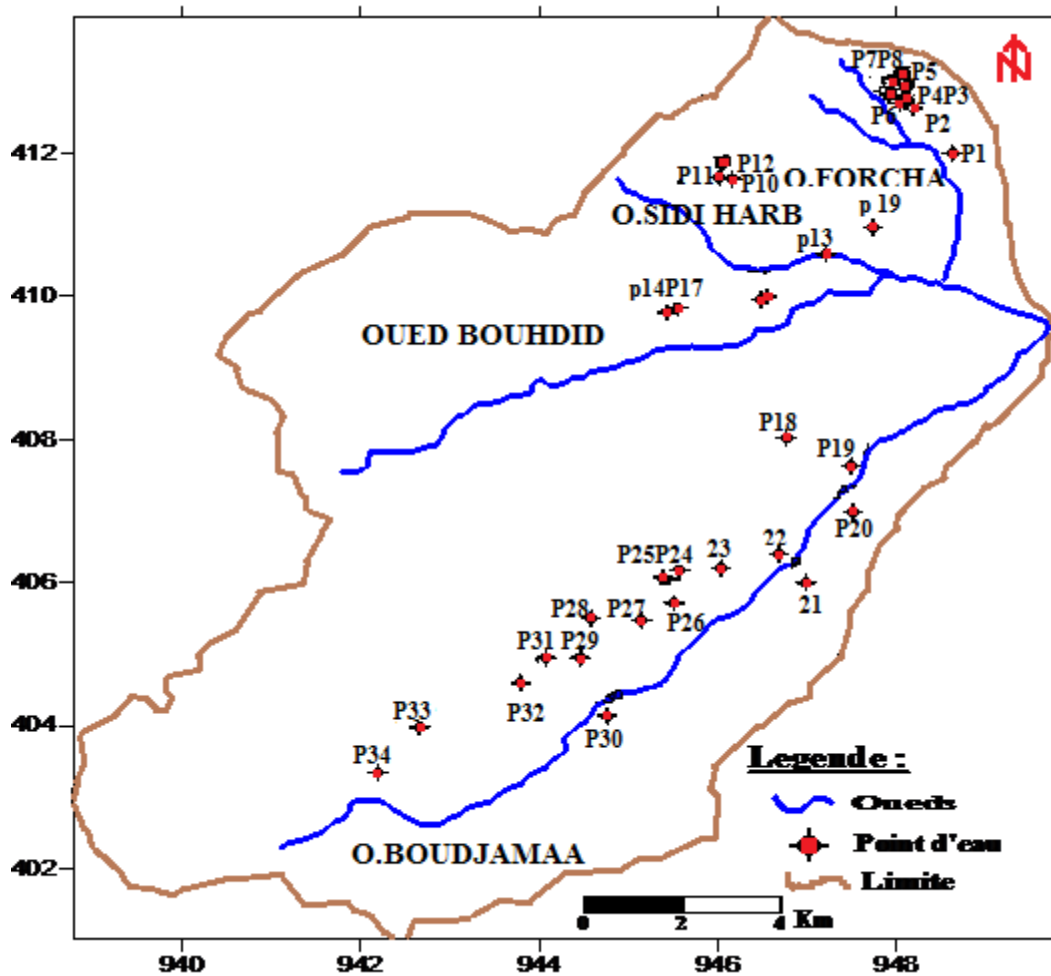 N
P7P8 P5
P4P3
P6 P2
412 P1
P12
P11 P10 O.FORCHA
O.SIDI HARB p 19
p13
410 p14P17
OUED BOUHDID
408 P18
P19
P20
P25P24 23 22
406 21
P28 P27 P26
P31 P29
P32
404 P33 P30
P34
Legende :
Oueds
O.BOUDJAMAA Point d'eau
402 Limite
0 2 4 Km
940 942 944 946 948